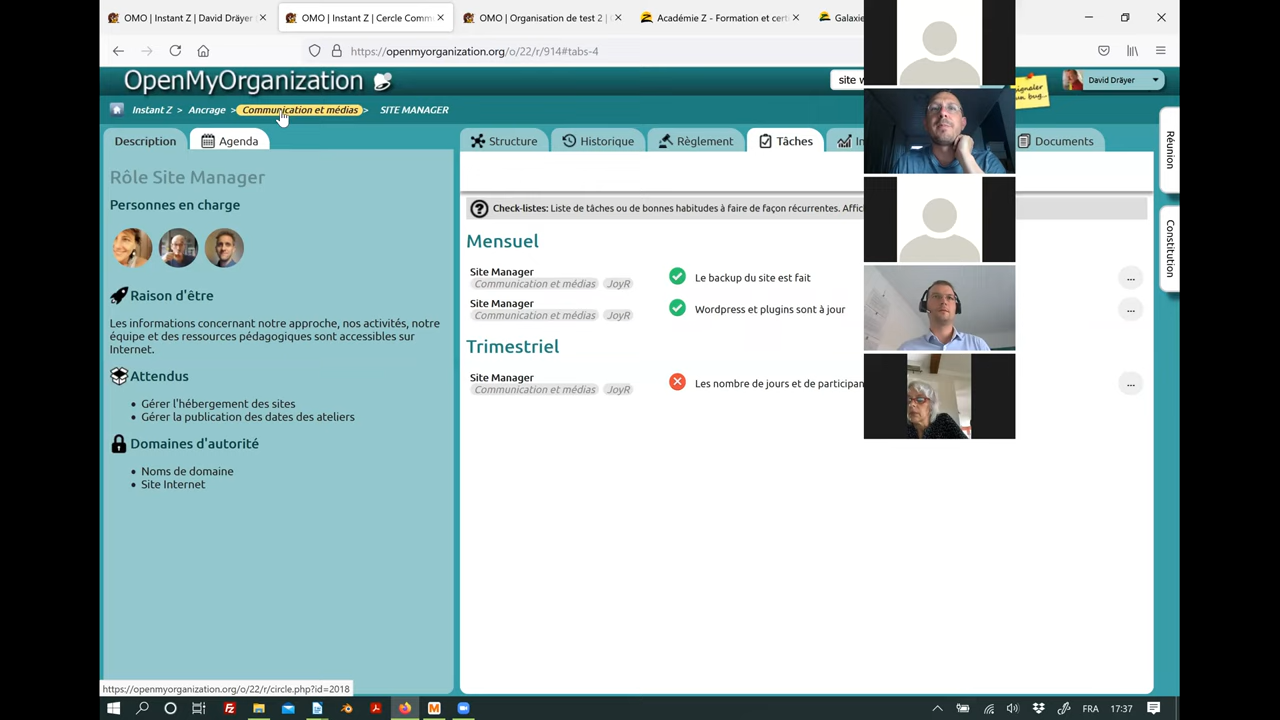 OMO | Instant Z | David Dräyer
OMO | Instant Z | Cercle Comm
OMO | Organisation de test 2 |
Académie Z - Formation et cert
Galaxie
https://openmyorganization.org/o/22/r/914#tabs-4
OpenMyOrganization
site w
signaler un bug...
David Dräyer
Instant Z > Ancrage > Communication et médias > SITE MANAGER
Description
Agenda
Structure
Historique
Règlement
Tâches
In
Documents
Réunion
Constitution
Rôle Site Manager
Personnes en charge
Raison d'être
Les informations concernant notre approche, nos activités, notre
équipe et des ressources pédagogiques sont accessibles sur
Internet.
Attendus
Gérer l'hébergement des sites
Gérer la publication des dates des ateliers
Domaines d'autorité
Noms de domaine
Site Internet
Check-listes: Liste de tâches ou de bonnes habitudes à faire de façon récurrentes. Affic
Mensuel
Site Manager
Communication et médias JoyR
Le backup du site est fait
...
Site Manager
Communication et médias JoyR
Wordpress et plugins sont à jour
...
Trimestriel
Site Manager
Communication et médias JoyR
Les nombre de jours et de participan
...
https://openmyorganization.org/o/22/r/circle.php?id=2018
FRA
17:37